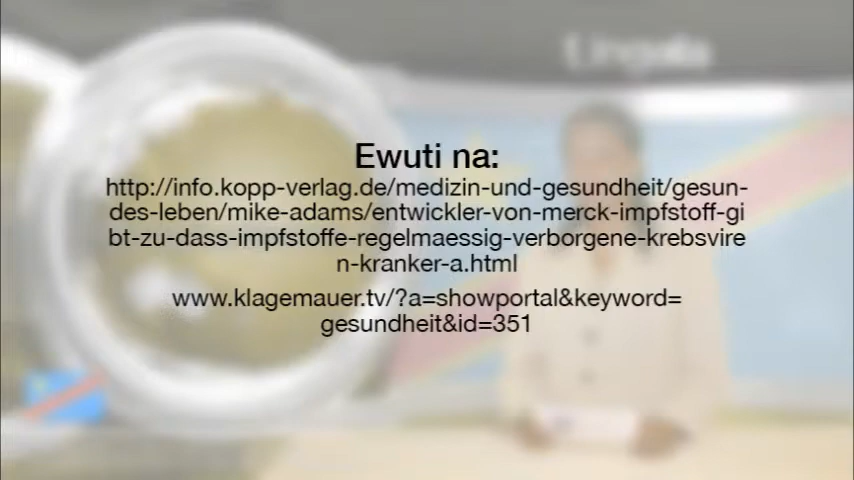 Lingala
Ewuti na:
http://info.kopp-verlag.de/medizin-und-gesundheit/gesun-
des-leben/mike-adams/entwickler-von-merck-impfstoff-gi
bt-zu-dass-impfstoffe-regelmaessig-verborgene-krebsvire
n-kranker-a.html
www.klagemauer.tv/?a=showportal&keyword=
gesundheit&id=351